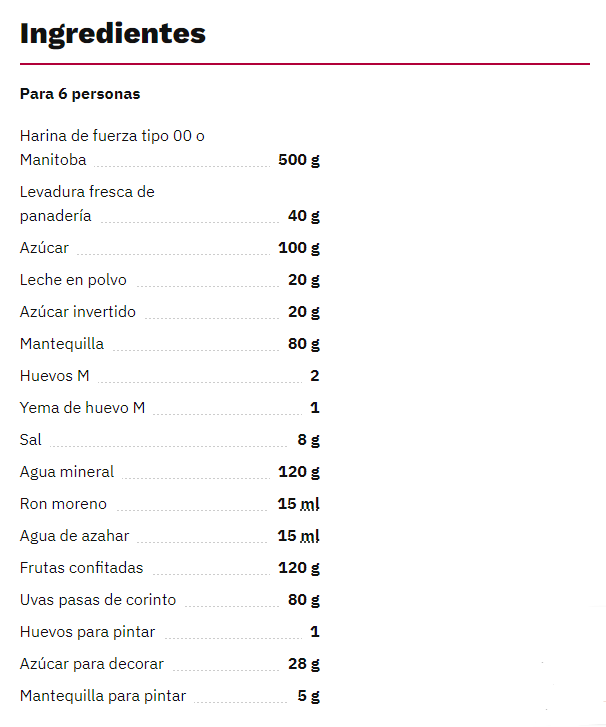 Ingredientes
Para 6 personas
Harina de fuerza tipo 00 o
Manitoba 500 g
Levadura fresca de
panadería 40 g
Azúcar 100 g
Leche en polvo 20 g
Azúcar invertido 20 g
Mantequilla 80 g
Huevos M 2
Yema de huevo M 1
Sal 8 g
Agua mineral 120 g
Ron moreno 15 ml
Agua de azahar 15 ml
Frutas confitadas 120 g
Uvas pasas de corinto 80 g
Huevos para pintar 1
Azúcar para decorar 28 g
Mantequilla para pintar 5 g